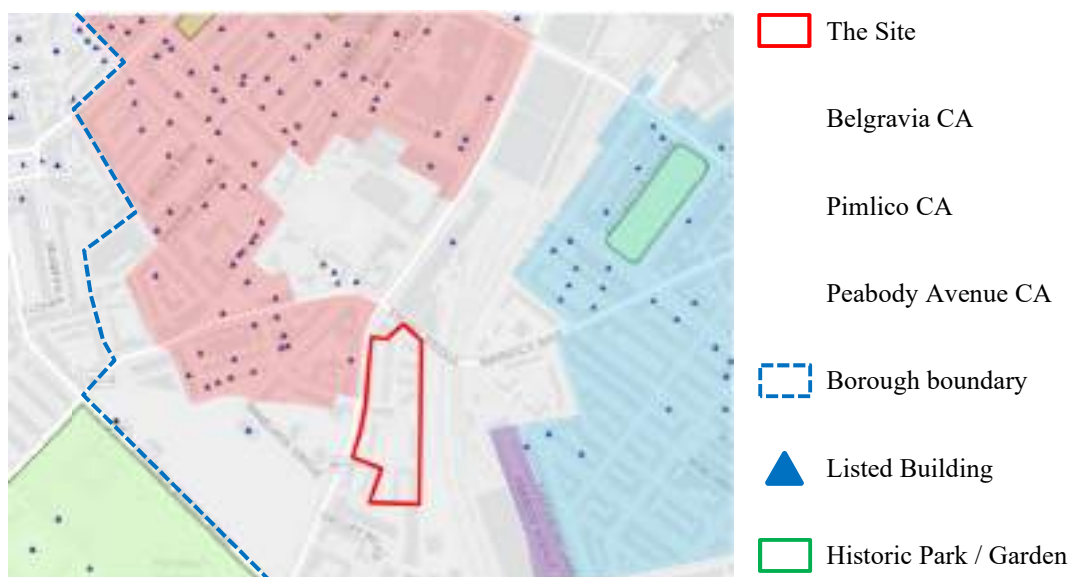 The Site
Belgravia CA
Pimlico CA
Peabody Avenue CA
Borough boundary
Listed Building
Historic Park / Garden